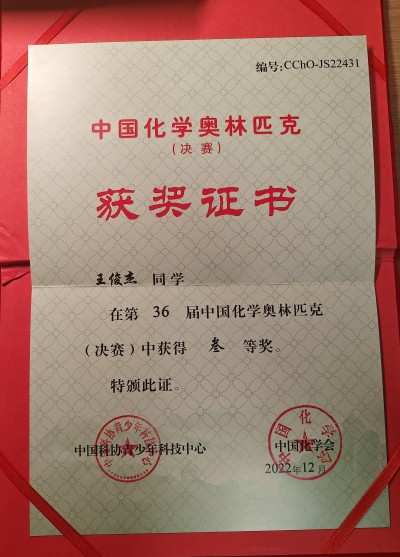 编号:CChO-JS22431
中国化学奥林匹克
(决赛)
获奖证书
王俊杰 同学
在第 36 届中国化学奥林匹克
(决赛)中获得 叁 等奖。
特颁此证。
中国科协青少年科技中心
中国化学会
2022年12月